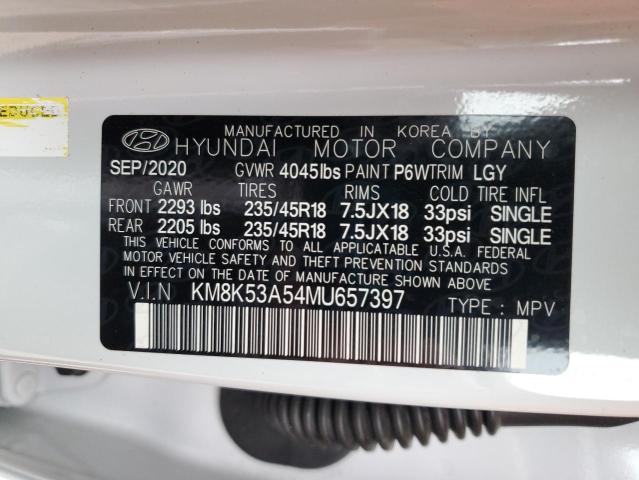 EDUCED
MANUFACTURED IN KOREA BY
HYUNDAI MOTOR COMPANY
SEP/2020 GVWR 4045lbs PAINT P6W TRIM LGY
GAWR TIRES RIMS COLD TIRE INFL
FRONT 2293 lbs 235/45R18 7.5JX18 33psi SINGLE
REAR 2205 lbs 235/45R18 7.5JX18 33psi SINGLE
THIS VEHICLE CONFORMS TO ALL APPLICABLE U.S.A. FEDERAL
MOTOR VEHICLE SAFETY AND THEFT PREVENTION STANDARDS
IN EFFECT ON THE DATE OF MANUFACTURE SHOWN ABOVE.
V.I.N KM8K53A54MU657397 TYPE : MPV